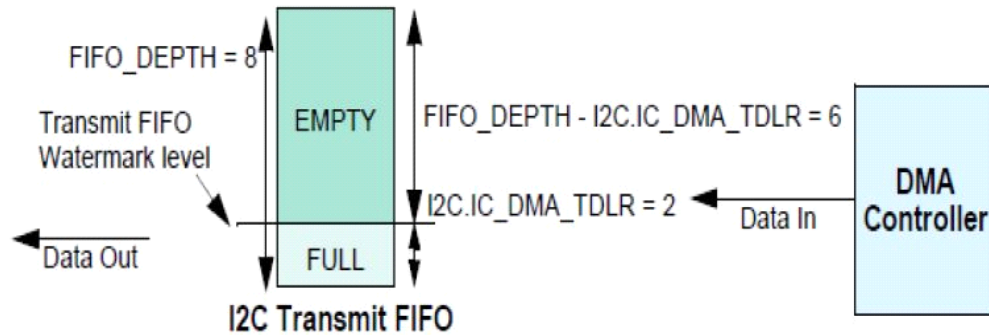 FIFO_DEPTH = 8
EMPTY
FIFO_DEPTH - I2C.IC_DMA_TDLR = 6
Transmit FIFO
Watermark level
I2C.IC_DMA_TDLR = 2
DMA
Controller
Data In
Data Out
FULL
I2C Transmit FIFO